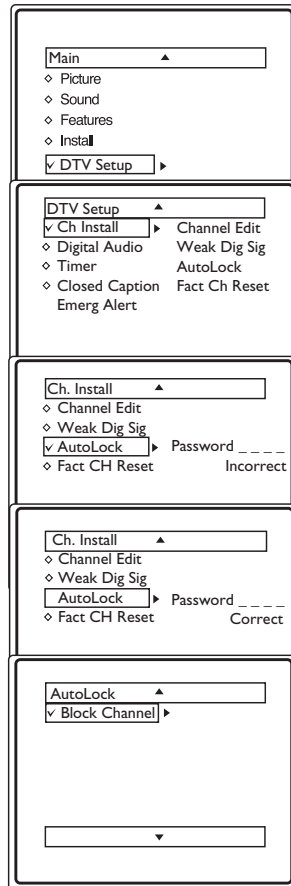 Main
Picture
Sound
Features
Install
DTV Setup
DTV Setup
Ch Install Channel Edit
Digital Audio Weak Dig Sig
Timer AutoLock
Closed Caption Fact Ch Reset
Emerg Alert
Ch. Install
Channel Edit
Weak Dig Sig
AutoLock Password _ _ _ _
Fact CH Reset Incorrect
Ch. Install
Channel Edit
Weak Dig Sig
AutoLock Password _ _ _ _
Fact CH Reset Correct
AutoLock
Block Channel